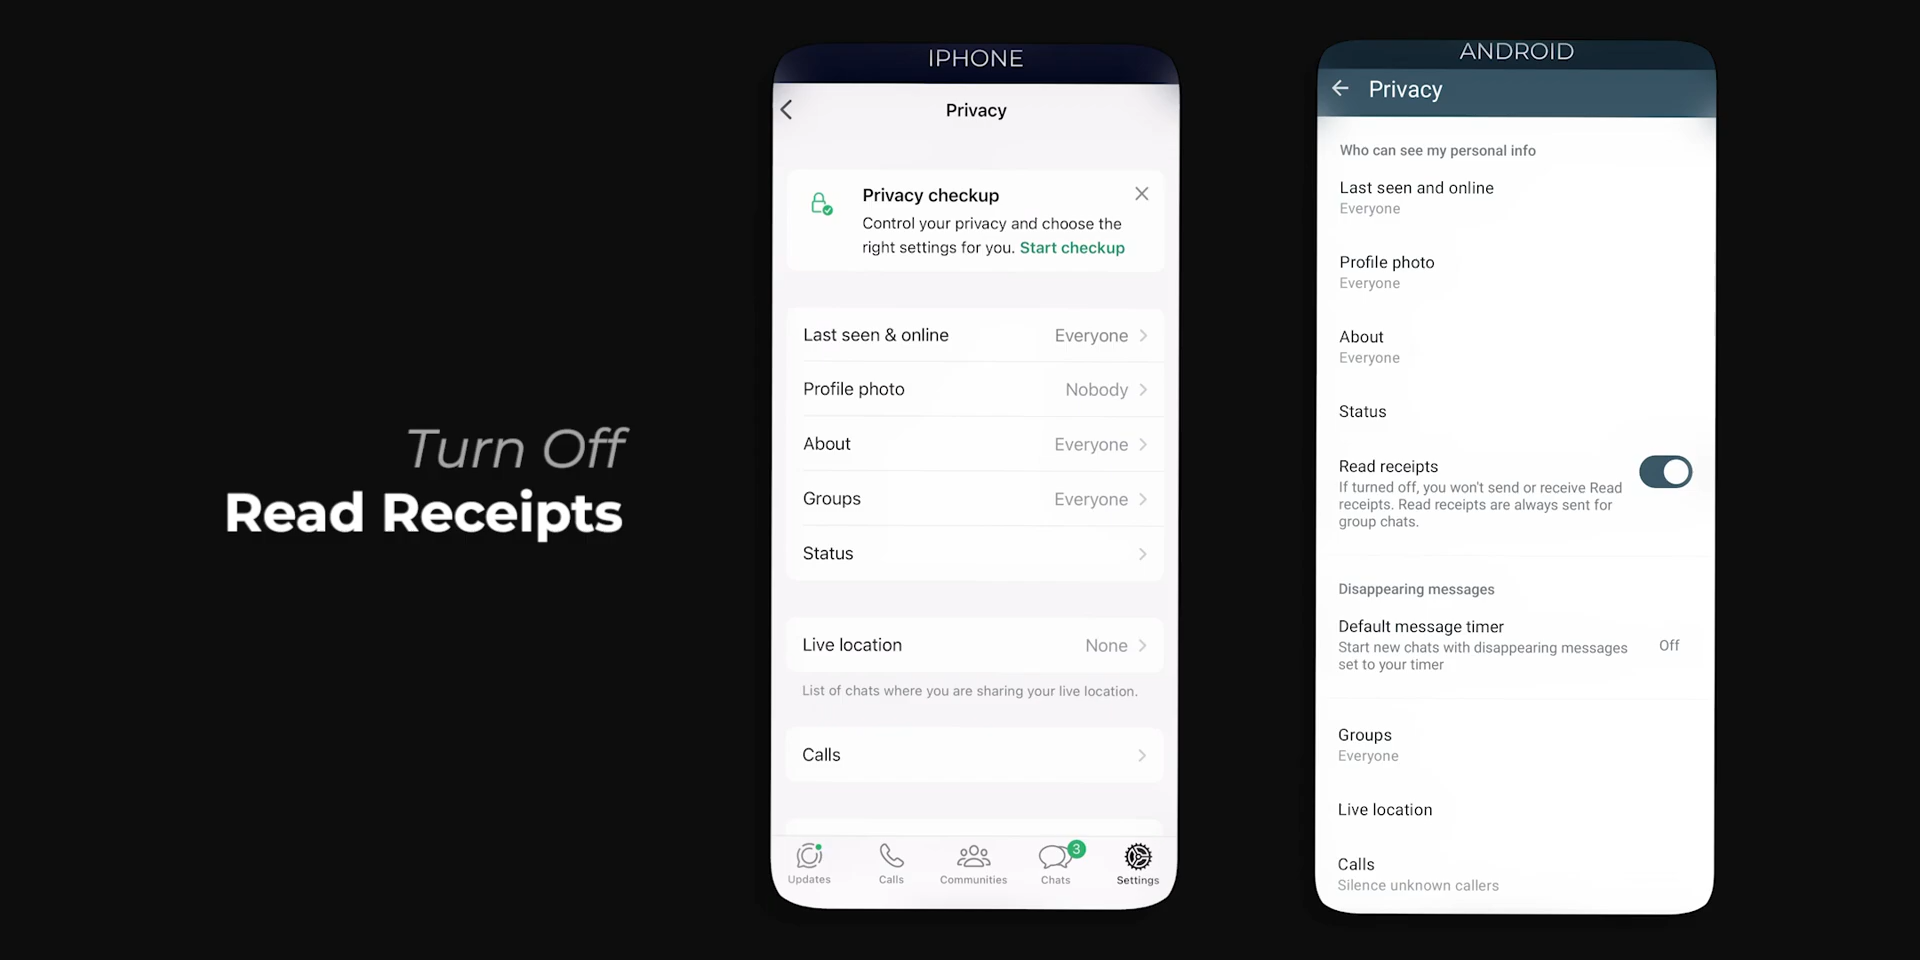 Turn Off
Read Receipts
IPHONE
Privacy
Privacy checkup
Control your privacy and choose the
right settings for you. Start checkup
Last seen & online Everyone
Profile photo Nobody
About Everyone
Groups Everyone
Status
Live location None
List of chats where you are sharing your live location.
Calls
Updates Calls Communities Chats 3 Settings
ANDROID
Privacy
Who can see my personal info
Last seen and online
Everyone
Profile photo
Everyone
About
Everyone
Status
Read receipts
If turned off, you won't send or receive Read
receipts. Read receipts are always sent for
group chats.
Disappearing messages
Default message timer
Start new chats with disappearing messages
set to your timer
Off
Groups
Everyone
Live location
Calls
Silence unknown callers